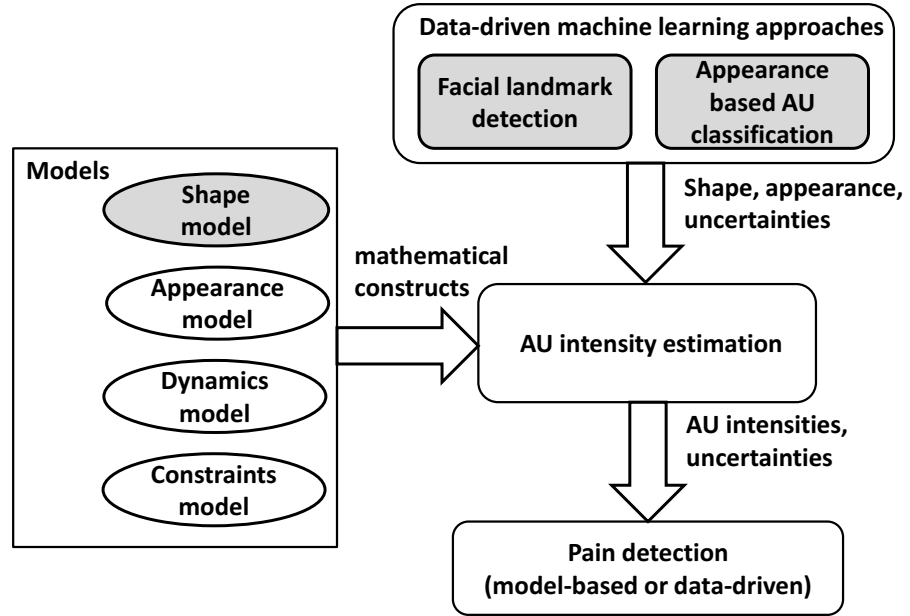 Data-driven machine learning approaches
Facial landmark
detection
Appearance
based AU
classification
Models
Shape
model
Appearance
model
Dynamics
model
Constraints
model
mathematical
constructs
Shape, appearance,
uncertainties
AU intensity estimation
AU intensities,
uncertainties
Pain detection
(model-based or data-driven)